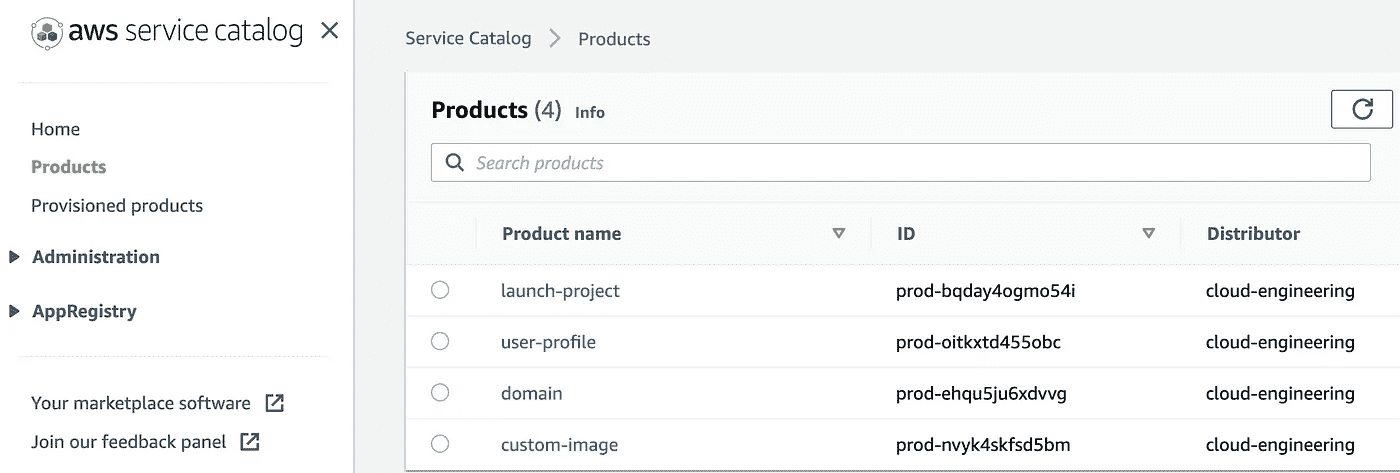 aws service catalog
Home
Products
Provisioned products
Administration
AppRegistry
Your marketplace software
Join our feedback panel
Service Catalog > Products
Products (4) Info
Search products
Product name ID Distributor
launch-project prod-bqday4ogmo54i cloud-engineering
user-profile prod-oitkxtd455obc cloud-engineering
domain prod-ehqu5ju6xdvvg cloud-engineering
custom-image prod-nvyk4skfsd5bm cloud-engineering